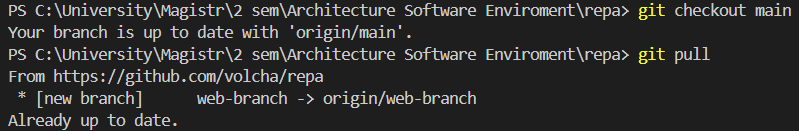 PS C:\University\Magistr\2 sem\Architecture Software Enviroment\repa> git checkout main
Your branch is up to date with 'origin/main'.
PS C:\University\Magistr\2 sem\Architecture Software Enviroment\repa> git pull
From https://github.com/volcha/repa
 * [new branch]      web-branch -> origin/web-branch
Already up to date.